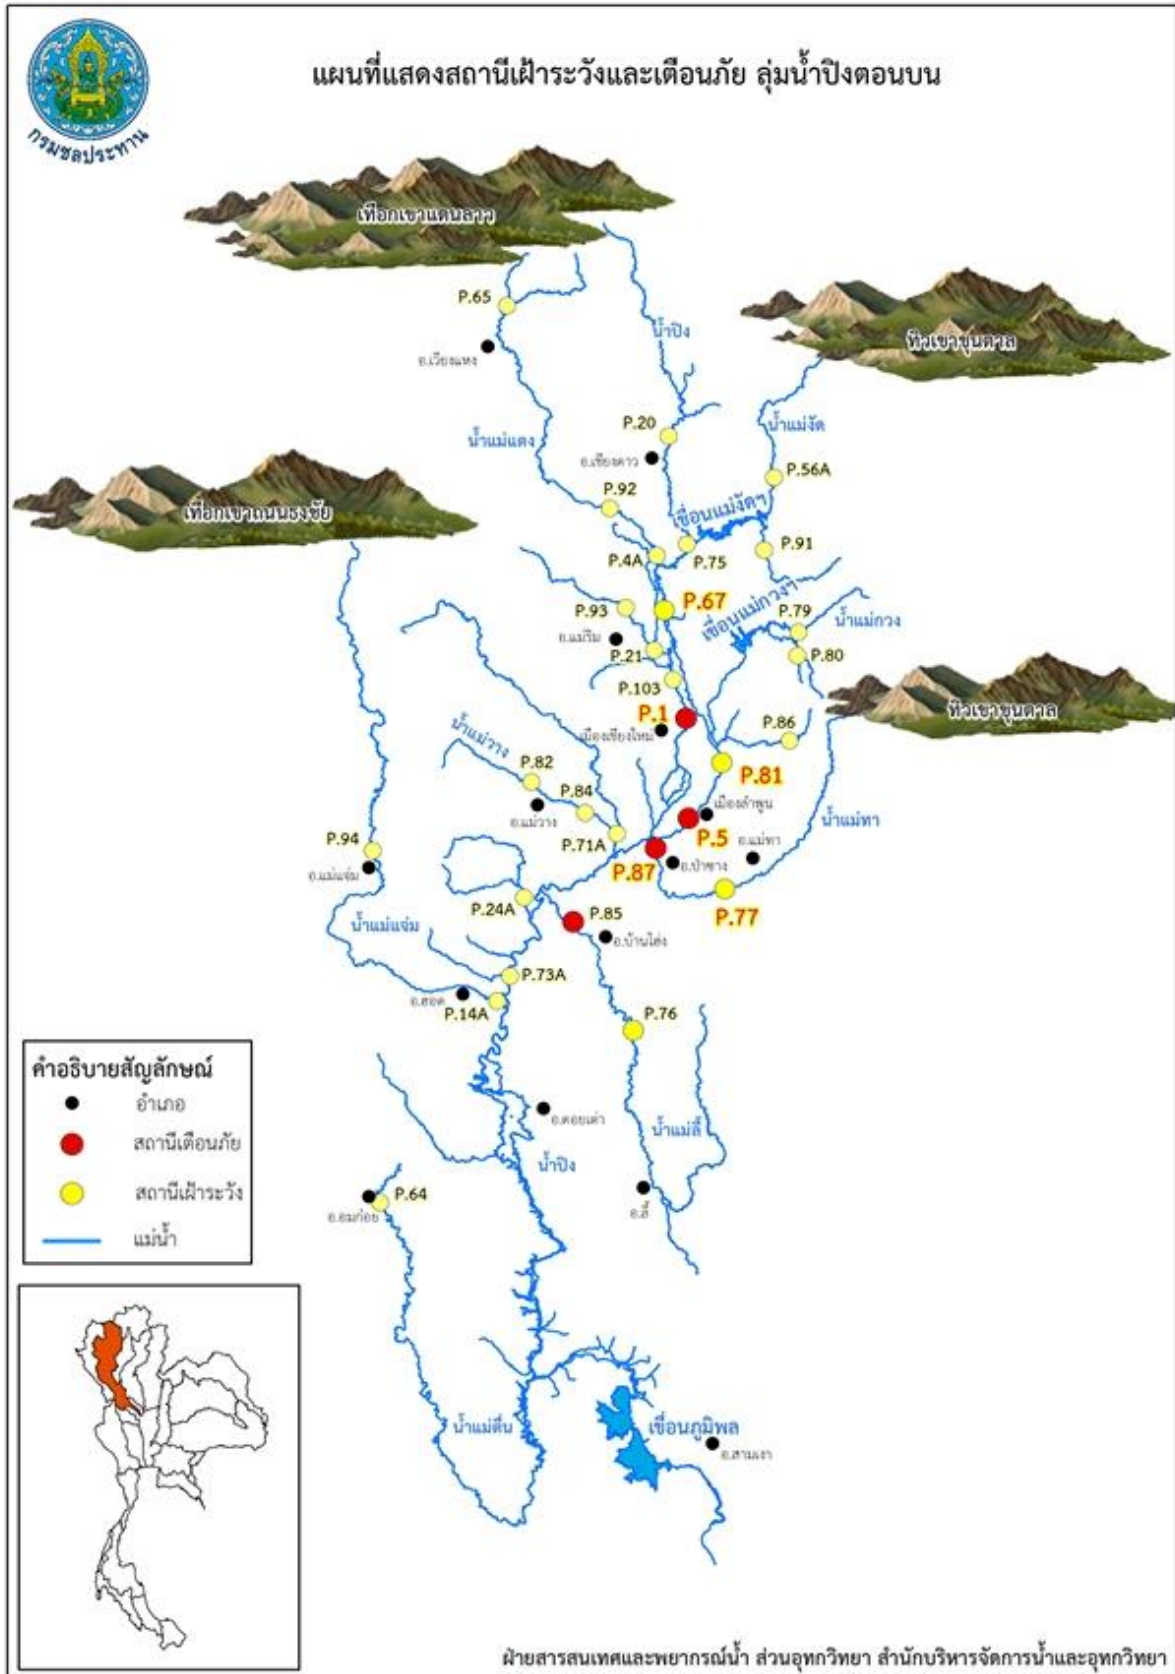 กรมชลประทาน
แผนที่แสดงสถานีเฝ้าระวังและเตือนภัย ลุ่มน้ำปิงตอนบน
เทือกเขาแดนลาว
P.65
อ.เวียงแหง
น้ำปิง
ทิวเขาขุนตาล
P.20
น้ำแม่แตง
น้ำแม่งัด
อ.เชียงดาว
P.56A
P.92
เขื่อนแม่งัดฯ
เทือกเขาถนนธงชัย
P.4A
P.75
P.91
P.67
P.93
เขื่อนแม่กวงฯ
P.79
น้ำแม่กวง
อ.แม่ริม
P.21
P.80
P.103
ทิวเขาขุนตาล
P.1
เมืองเชียงใหม่
P.86
น้ำแม่วาง
P.82
P.81
P.84
เมืองลำพูน
อ.แม่วาง
น้ำแม่ทา
P.5
P.94
P.71A
อ.แม่ทา
P.87
อ.ป่าซาง
อ.แม่แจ่ม
P.77
P.24A
P.85
น้ำแม่แจ่ม
อ.บ้านโฮ่ง
P.73A
อ.ฮอด
P.14A
P.76
คำอธิบายสัญลักษณ์
อำเภอ
สถานีเตือนภัย
สถานีเฝ้าระวัง
แม่น้ำ
อ.ดอยเต่า
น้ำแม่ลี้
น้ำปิง
P.64
อ.อมก๋อย
อ.ลี้
น้ำแม่ตื่น
เขื่อนภูมิพล
อ.สามเงา
ฝ่ายสารสนเทศและพยากรณ์น้ำ ส่วนอุทกวิทยา สำนักบริหารจัดการน้ำและอุทกวิทยา